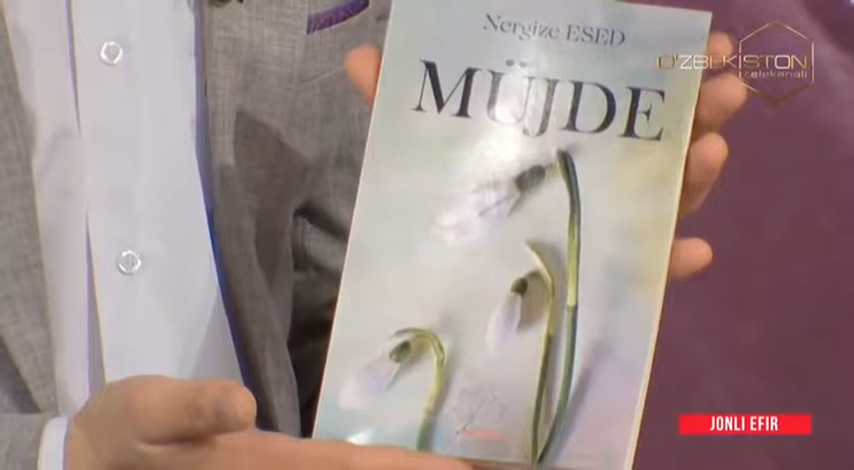 Nergize ESED
MÜJDE
O'ZBEKISTON
telekanali
JONLI EFIR